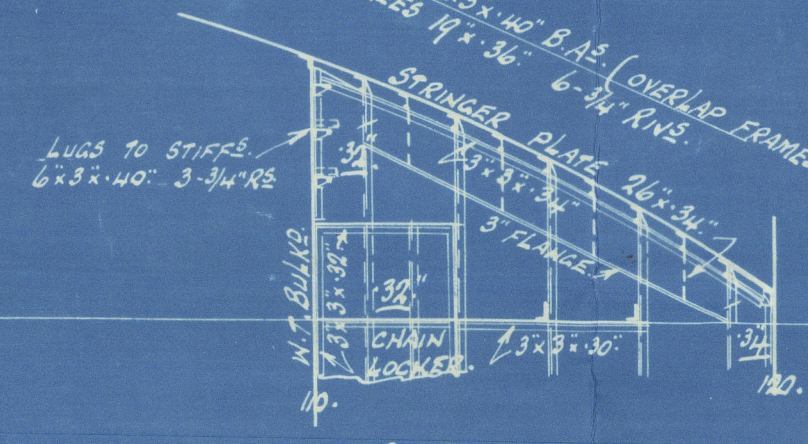 ·40" B.As.
19" x ·36" 6-3/4" RIVS.
(OVERLAP FRAMES
STRINGER PLATE 26" x ·34"
LUGS TO STIFFS.
6" x 3" x ·40" 3-3/4" RS
·32"
3" x 3" x ·34"
3" FLANGE.
W.T. BULKD.
3" x 3" x ·32"
·32"
CHAIN
LOCKER.
3" x 3" x ·30"
·34
110.
120.